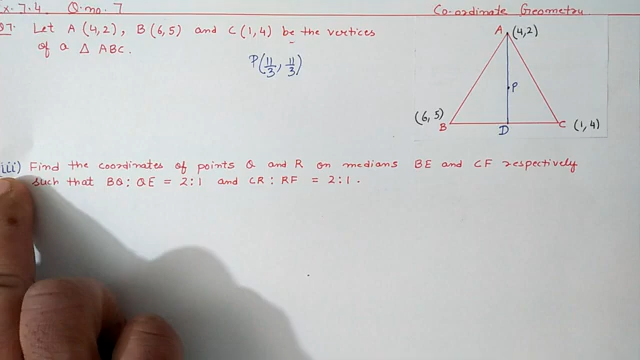 x. 7.4 Q. no. 7
Co-ordinate Geometry
Q7. Let A (4,2), B (6,5) and C (1,4) be the vertices
of a Δ ABC.
P(11/3, 11/3)
A (4,2)
P
(6,5)
B
D
C (1,4)
iii) Find the coordinates of points Q and R on medians BE and CF respectively
such that BQ : QE = 2:1 and CR : RF = 2:1.